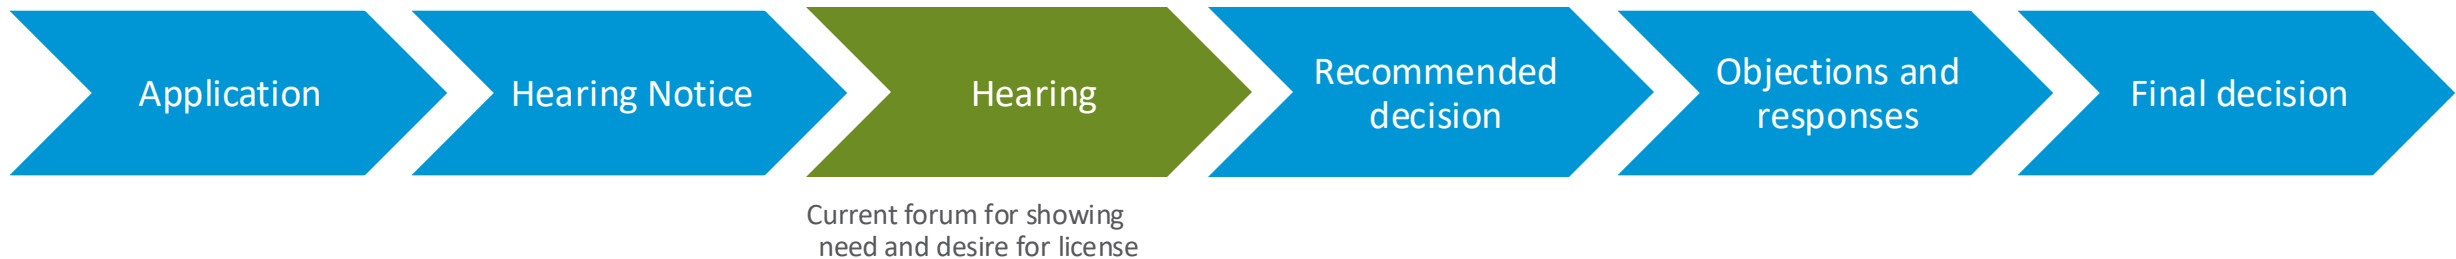 Application
Hearing Notice
Hearing
Recommended
decision
Objections and
responses
Final decision
Current forum for showing
need and desire for license